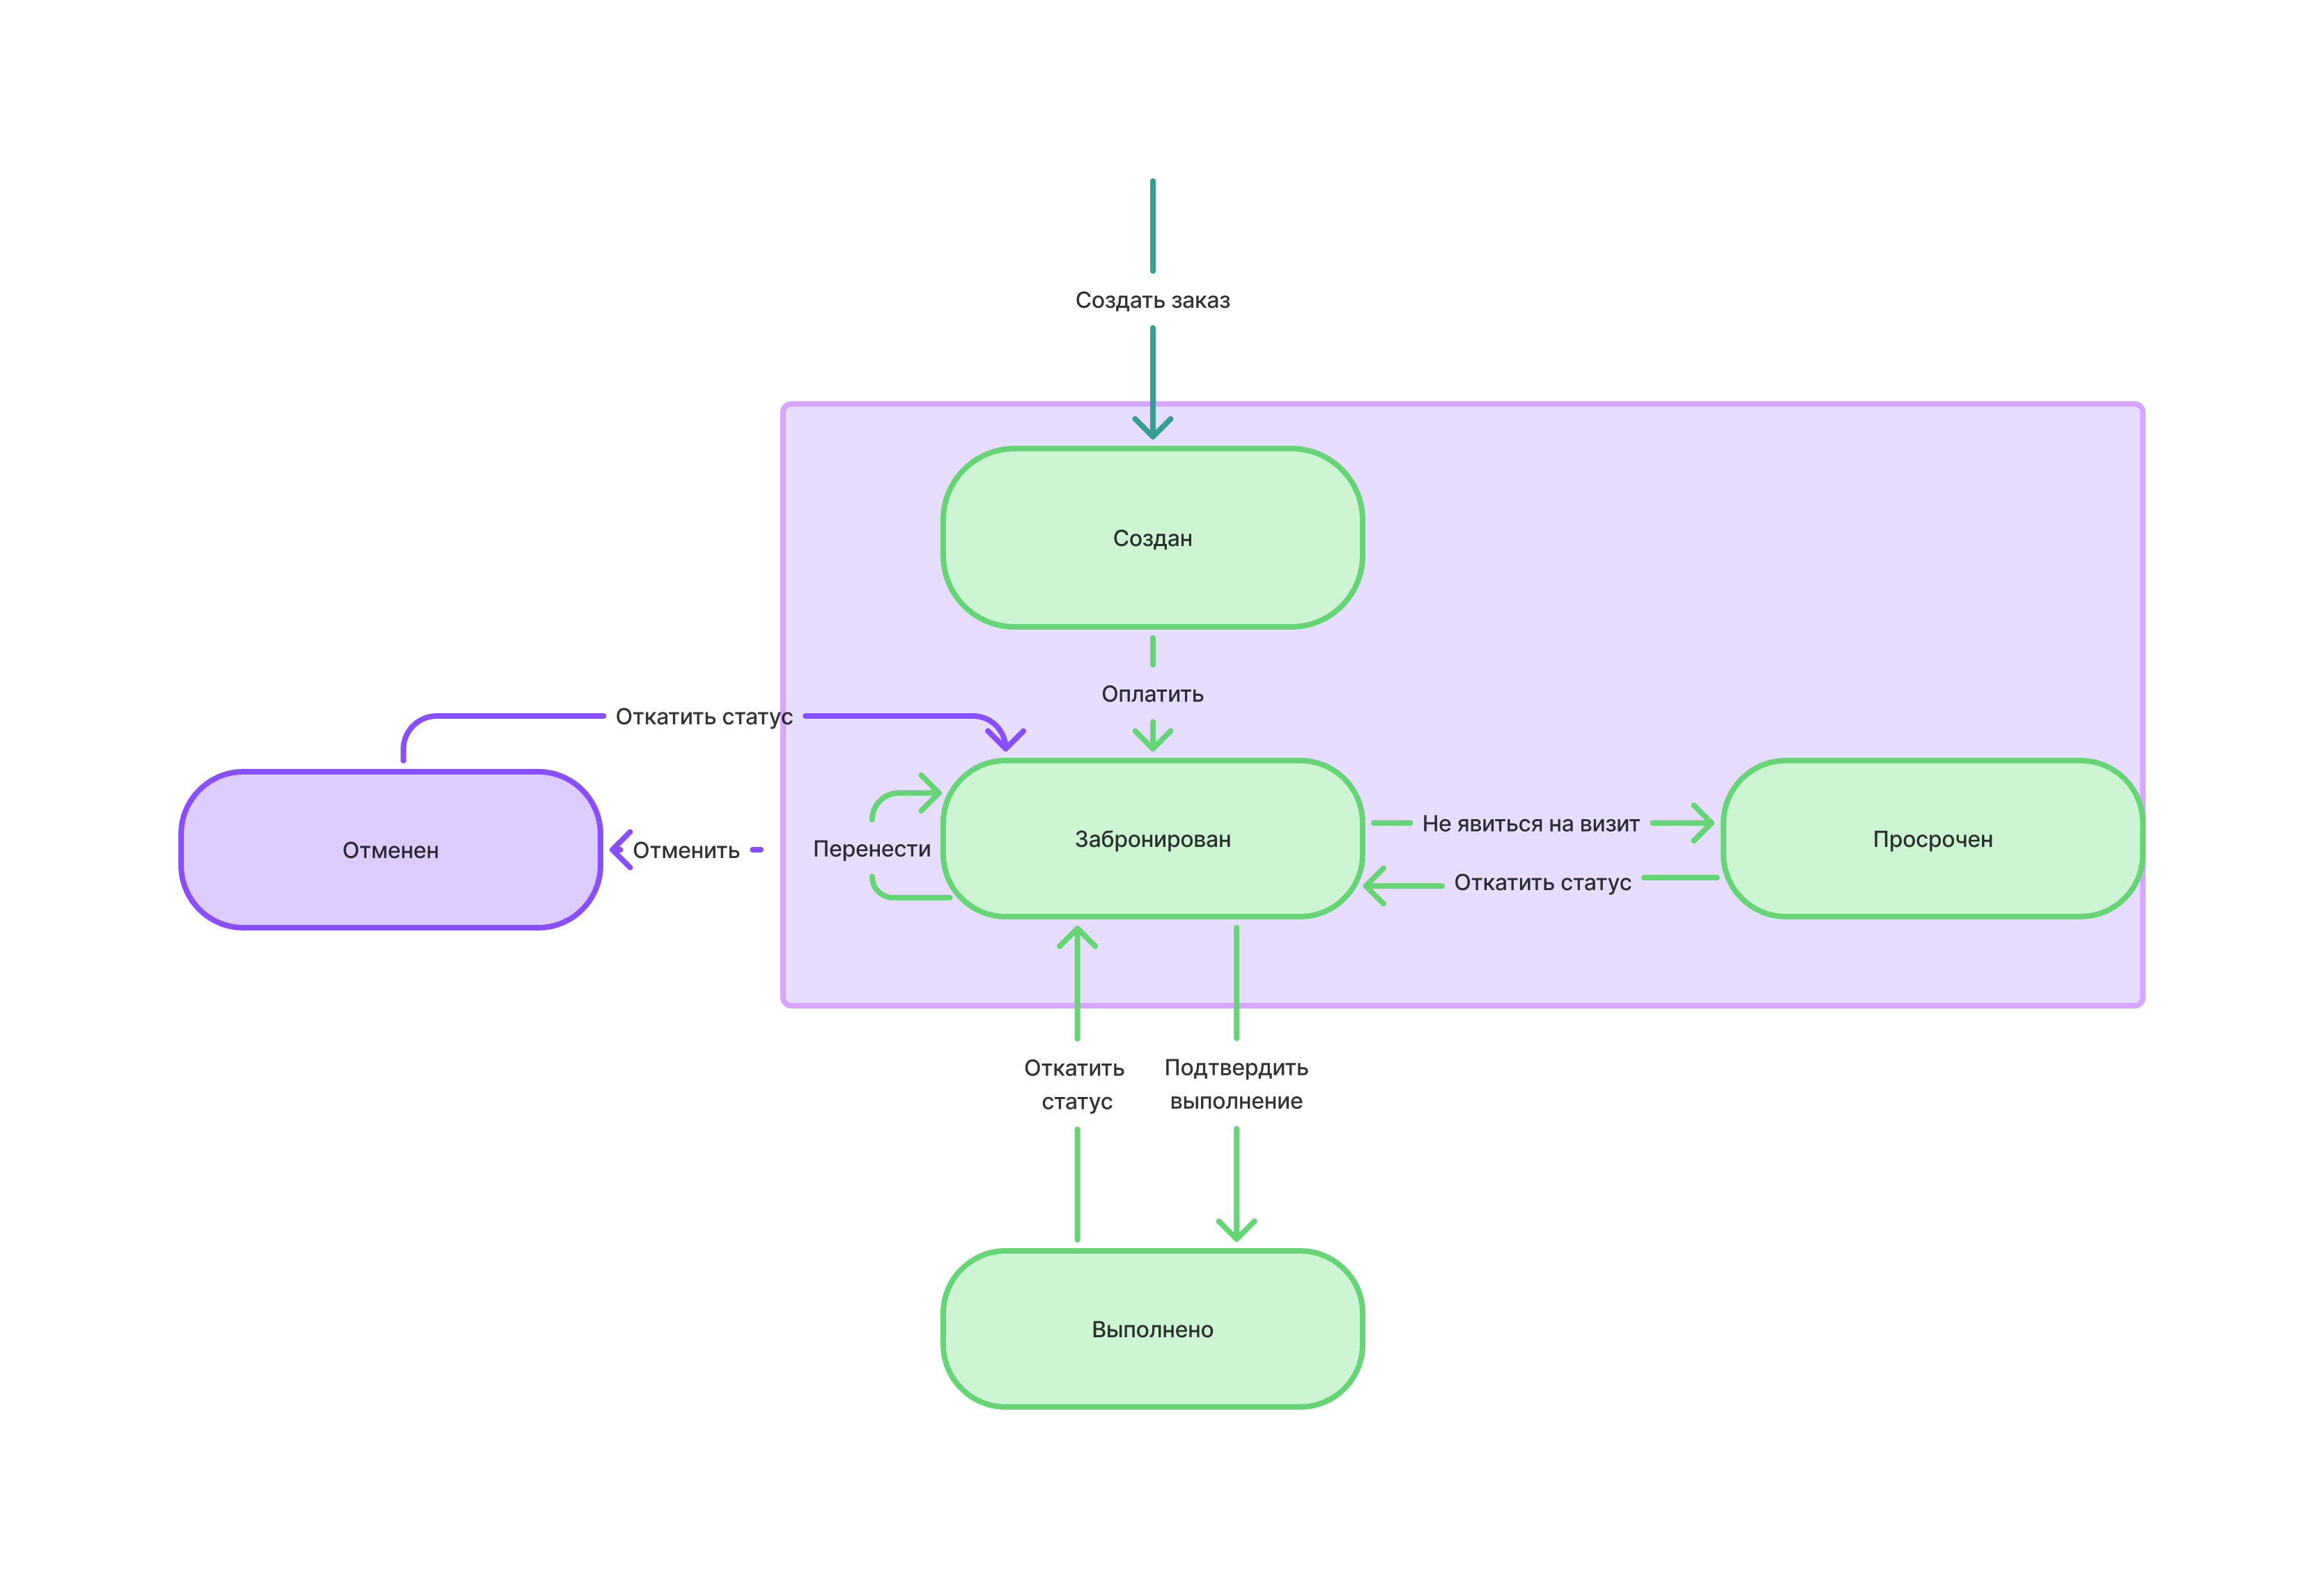 Создать заказ
Создан
Оплатить
Откатить статус
Отменен
Отменить
Перенести
Забронирован
Не явиться на визит
Откатить статус
Просрочен
Откатить
статус
Подтвердить
выполнение
Выполнено